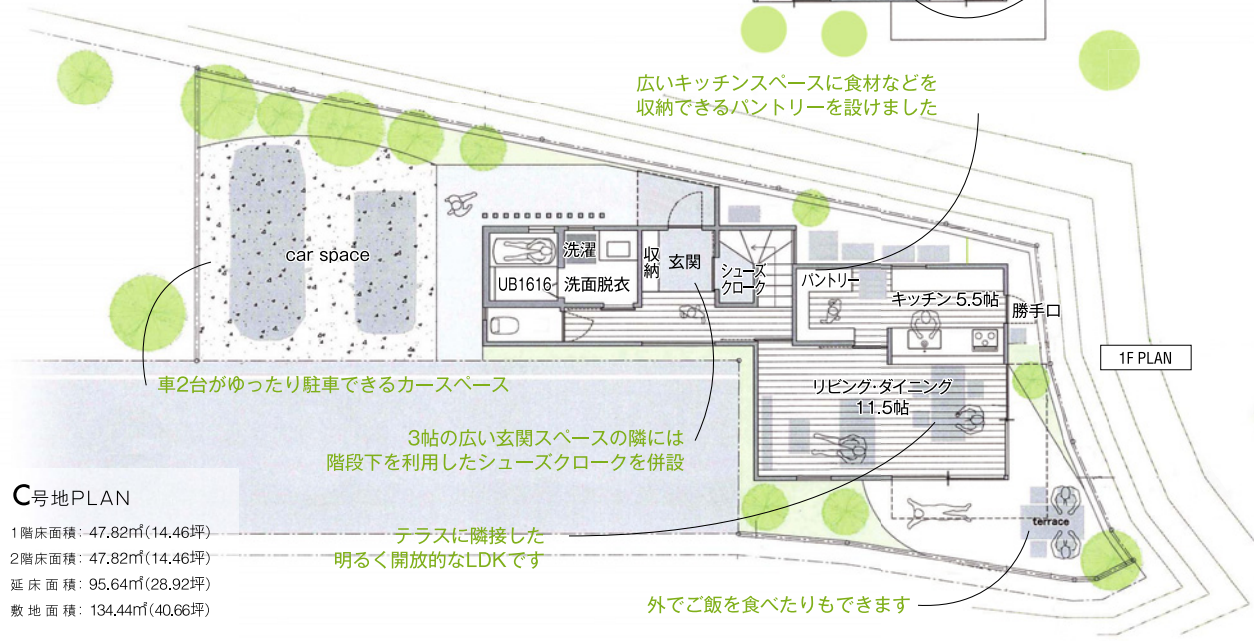 広いキッチンスペースに食材などを
収納できるパントリーを設けました
car space
洗濯
UB1616
洗面脱衣
収納
玄関
シューズ
クローク
パントリー
キッチン 5.5帖
勝手口
1F PLAN
車2台がゆったり駐車できるカースペース
リビング・ダイニング
11.5帖
3帖の広い玄関スペースの隣には
階段下を利用したシューズクロークを併設
C号地PLAN
1階床面積: 47.82㎡(14.46坪)
2階床面積: 47.82㎡(14.46坪)
延床面積: 95.64㎡(28.92坪)
敷地面積: 134.44㎡(40.66坪)
テラスに隣接した
明るく開放的なLDKです
terrace
外でご飯を食べたりもできます